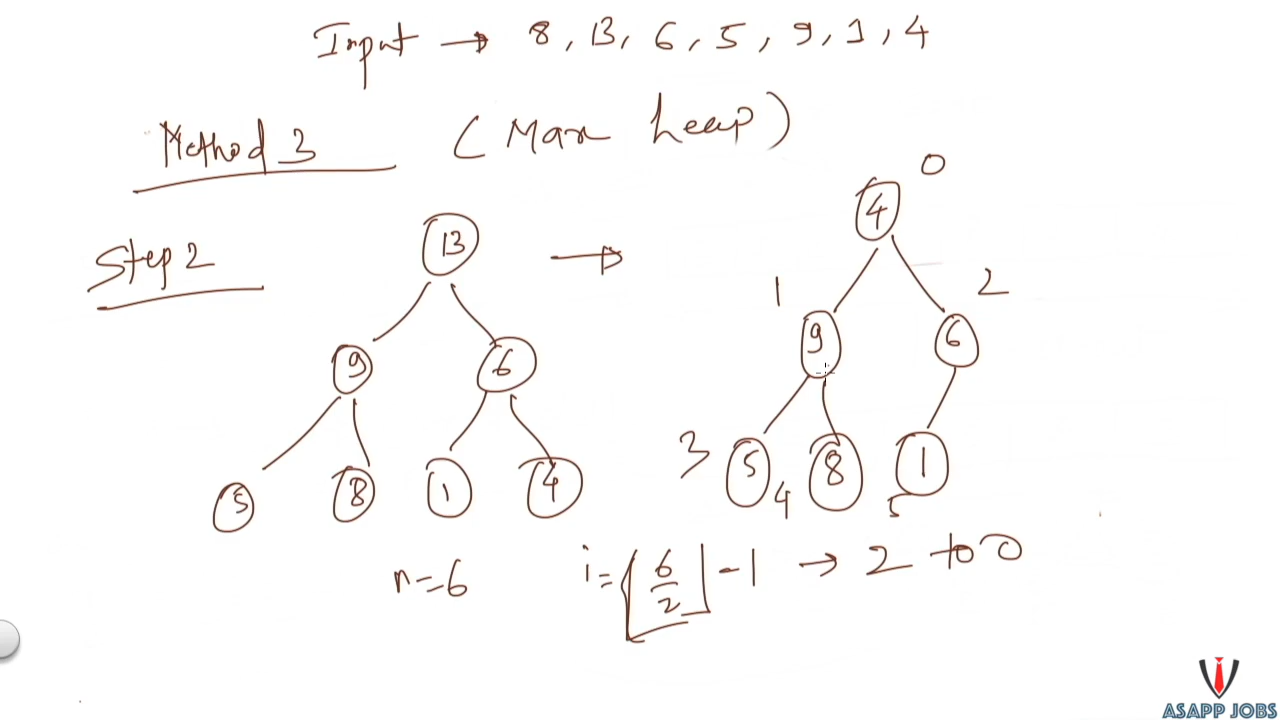 Input → 8, 13, 6, 5, 9, 1, 4
Method 3 (Max heap)
Step 2
13 → 4 0
9 6
1 9 6 2
5 8 1 4
3 5 4 8 1 5
n=6 i=⌊6/2⌋-1 → 2 to 0
ASAPP JOBS